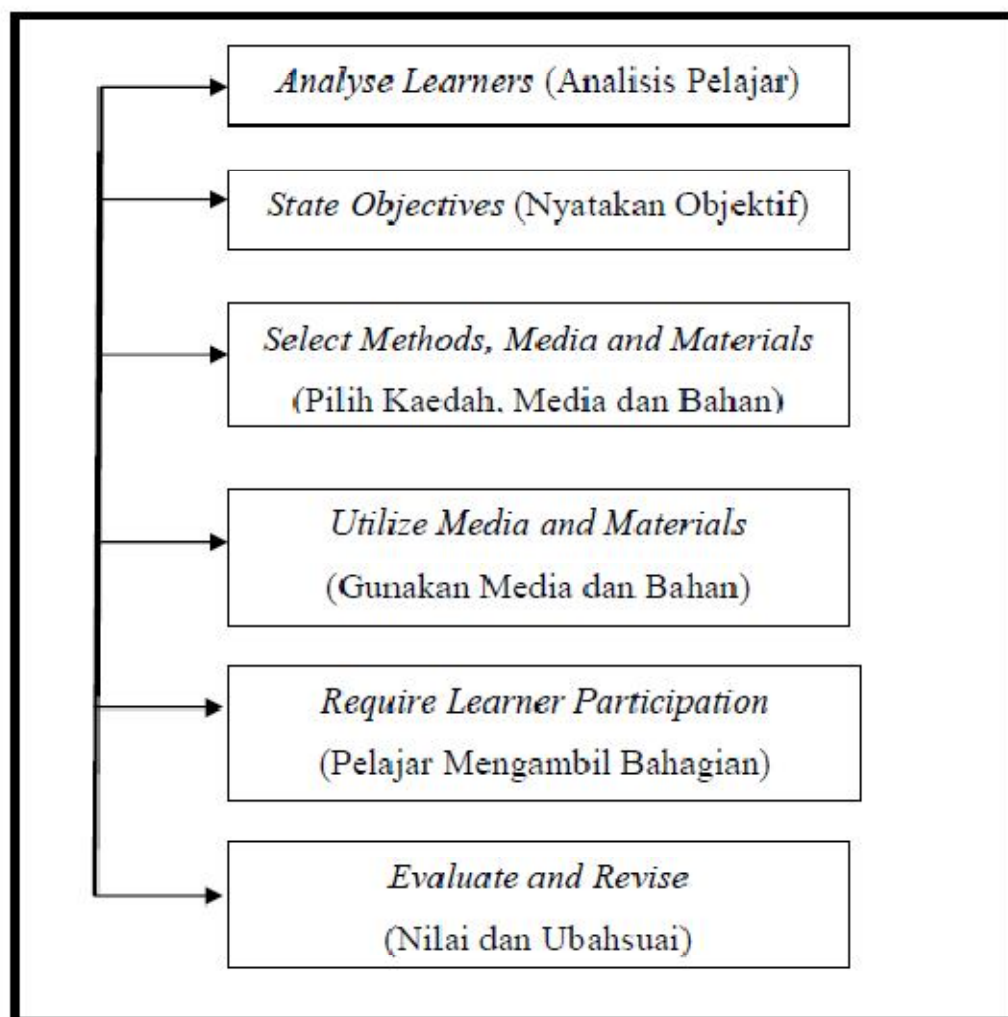 Analyse Learners (Analisis Pelajar)
State Objectives (Nyatakan Objektif)
Select Methods, Media and Materials
(Pilih Kaedah, Media dan Bahan)
Utilize Media and Materials
(Gunakan Media dan Bahan)
Require Learner Participation
(Pelajar Mengambil Bahagian)
Evaluate and Revise
(Nilai dan Ubahsuai)